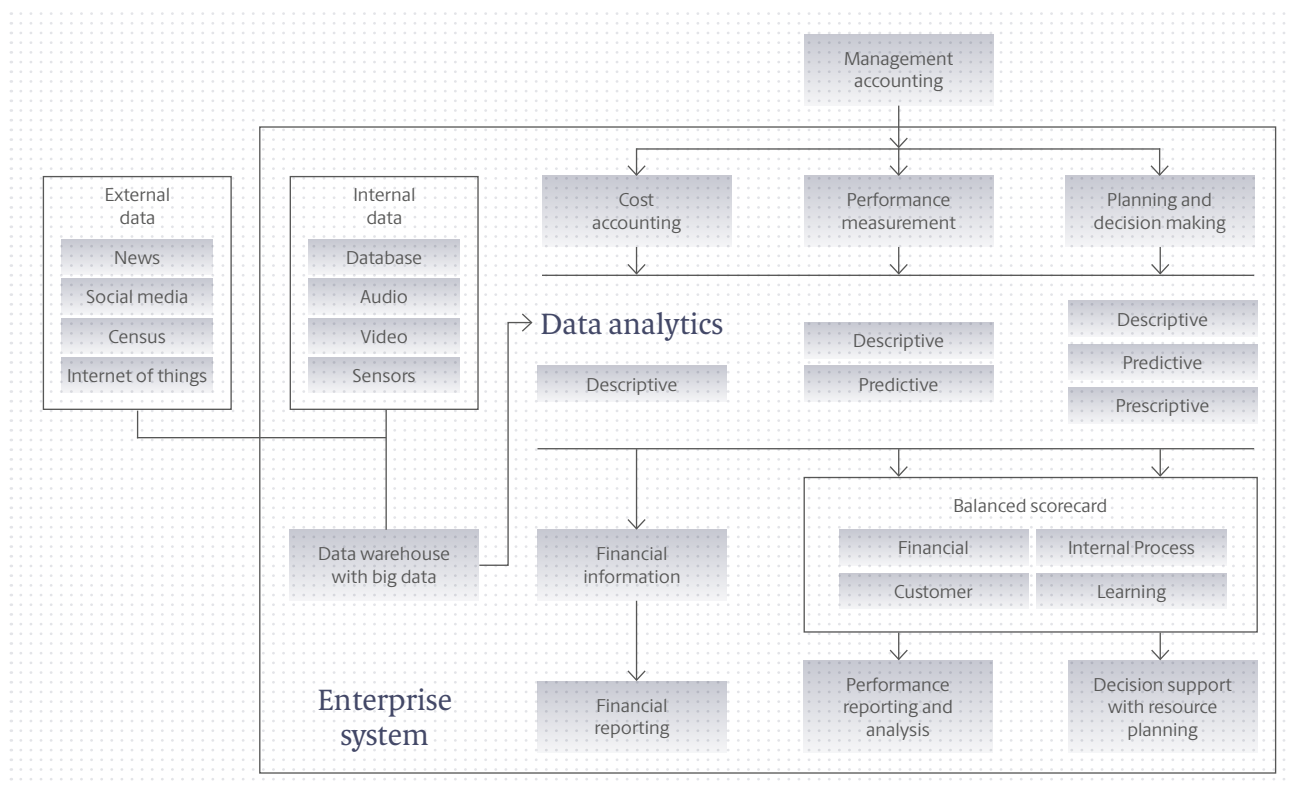 Management
accounting
External
data
News
Social media
Census
Internet of things
Internal
data
Database
Audio
Video
Sensors
Cost
accounting
Performance
measurement
Planning and
decision making
Data analytics
Descriptive
Descriptive
Predictive
Descriptive
Predictive
Prescriptive
Data warehouse
with big data
Financial
information
Balanced scorecard
Financial
Internal Process
Customer
Learning
Enterprise
system
Financial
reporting
Performance
reporting and
analysis
Decision support
with resource
planning